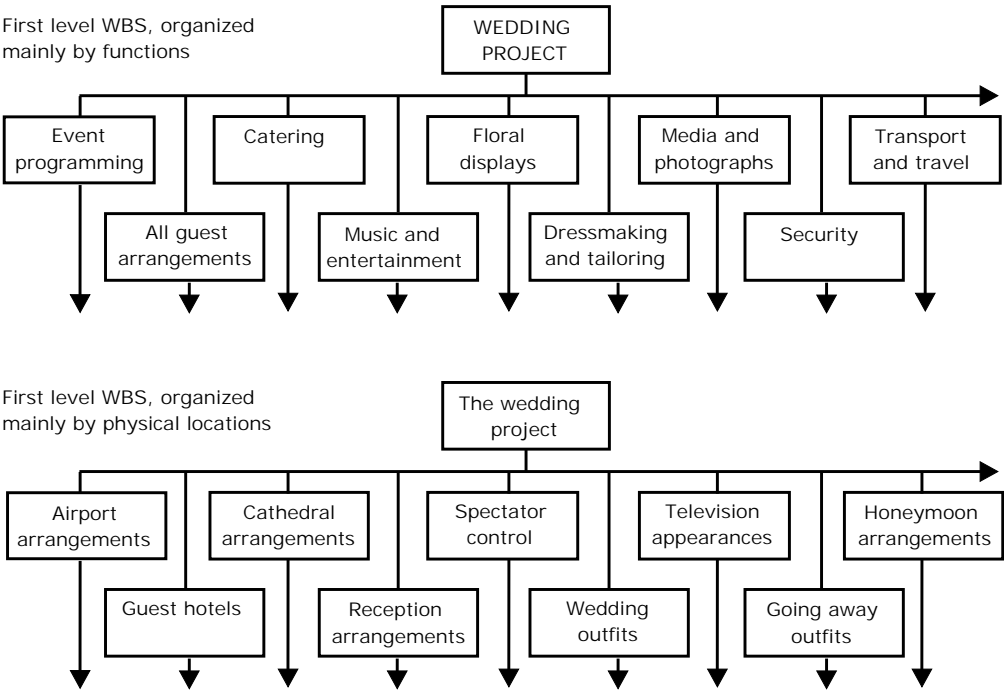 First level WBS, organized
mainly by functions
WEDDING
PROJECT
Event
programming
Catering
Floral
displays
Media and
photographs
Transport
and travel
All guest
arrangements
Music and
entertainment
Dressmaking
and tailoring
Security
First level WBS, organized
mainly by physical locations
The wedding
project
Airport
arrangements
Cathedral
arrangements
Spectator
control
Television
appearances
Honeymoon
arrangements
Guest hotels
Reception
arrangements
Wedding
outfits
Going away
outfits